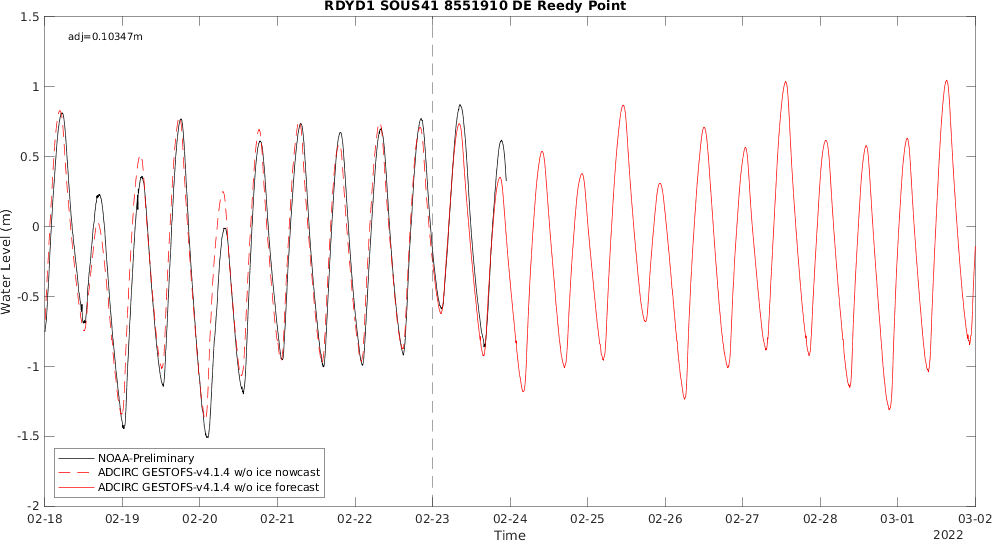 RDYD1 SOUS41 8551910 DE Reedy Point
adj=0.10347m
1.5
1
0.5
0
-0.5
-1
-1.5
-2
Water Level (m)
NOAA-Preliminary
ADCIRC GESTOFS-v4.1.4 w/o ice nowcast
ADCIRC GESTOFS-v4.1.4 w/o ice forecast
02-18 02-19 02-20 02-21 02-22 02-23 02-24 02-25 02-26 02-27 02-28 03-01 03-02
Time
2022